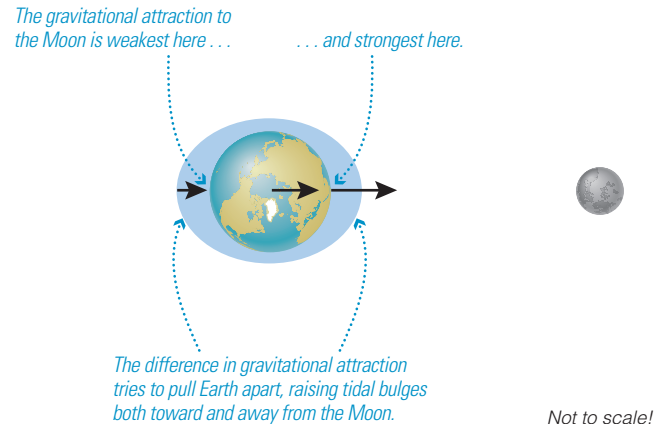 The gravitational attraction to
the Moon is weakest here . . .
. . . and strongest here.
The difference in gravitational attraction
tries to pull Earth apart, raising tidal bulges
both toward and away from the Moon.
Not to scale!